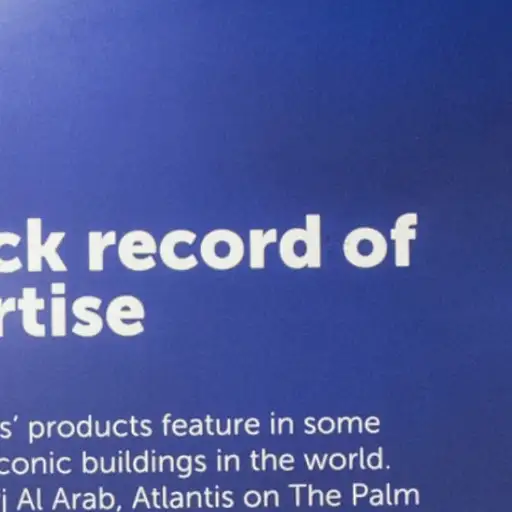 ck record of
rtise
s' products feature in some
conic buildings in the world.
j Al Arab, Atlantis on The Palm